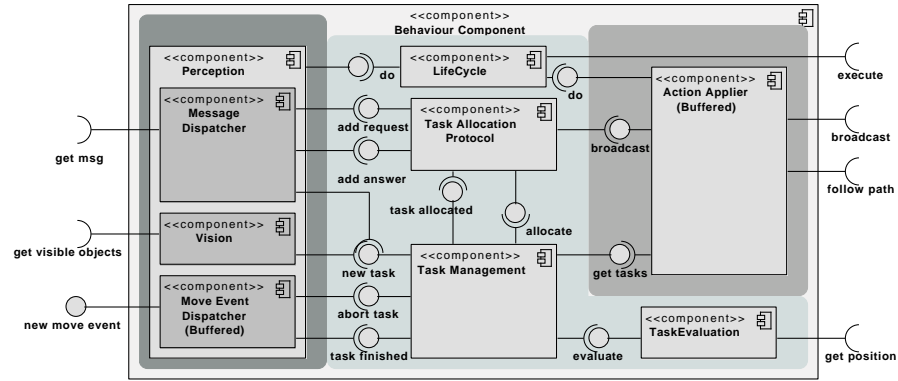 <<component>>
Behaviour Component
<<component>>
Perception
<<component>>
Message
Dispatcher
<<component>>
Vision
<<component>>
Move Event
Dispatcher
(Buffered)
get msg
get visible objects
new move event
do
<<component>>
LifeCycle
do
add request
add answer
<<component>>
Task Allocation
Protocol
broadcast
task allocated
allocate
new task
abort task
task finished
<<component>>
Task Management
get tasks
evaluate
<<component>>
Action Applier
(Buffered)
<<component>>
TaskEvaluation
execute
broadcast
follow path
get position